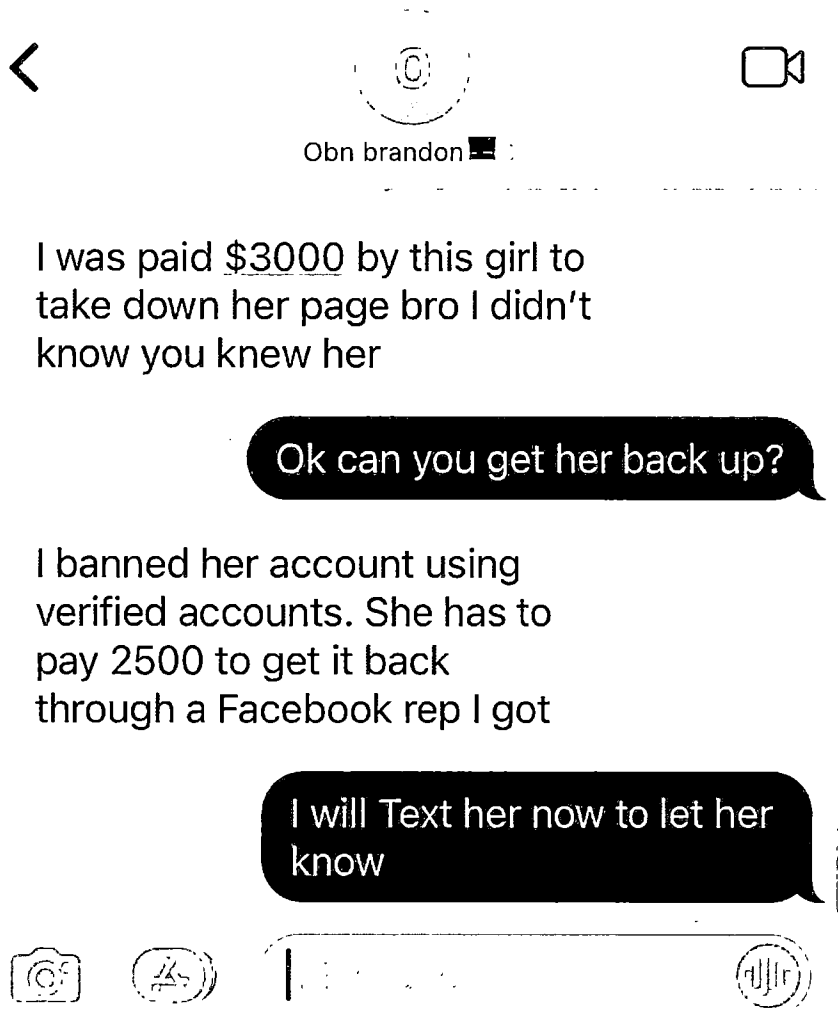 Obn brandon
I was paid $3000 by this girl to
take down her page bro I didn't
know you knew her
Ok can you get her back up?
I banned her account using
verified accounts. She has to
pay 2500 to get it back
through a Facebook rep I got
I will Text her now to let her
know